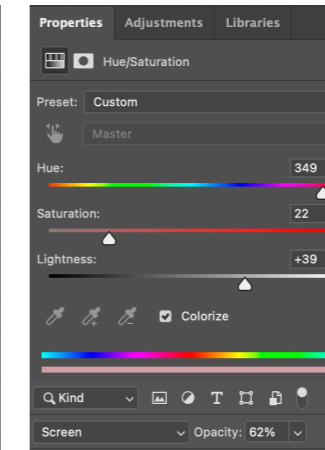 Properties Adjustments Libraries
Hue/Saturation
Preset: Custom
Master
Hue: 349
Saturation: 22
Lightness: +39
Colorize
Kind
Screen Opacity: 62%